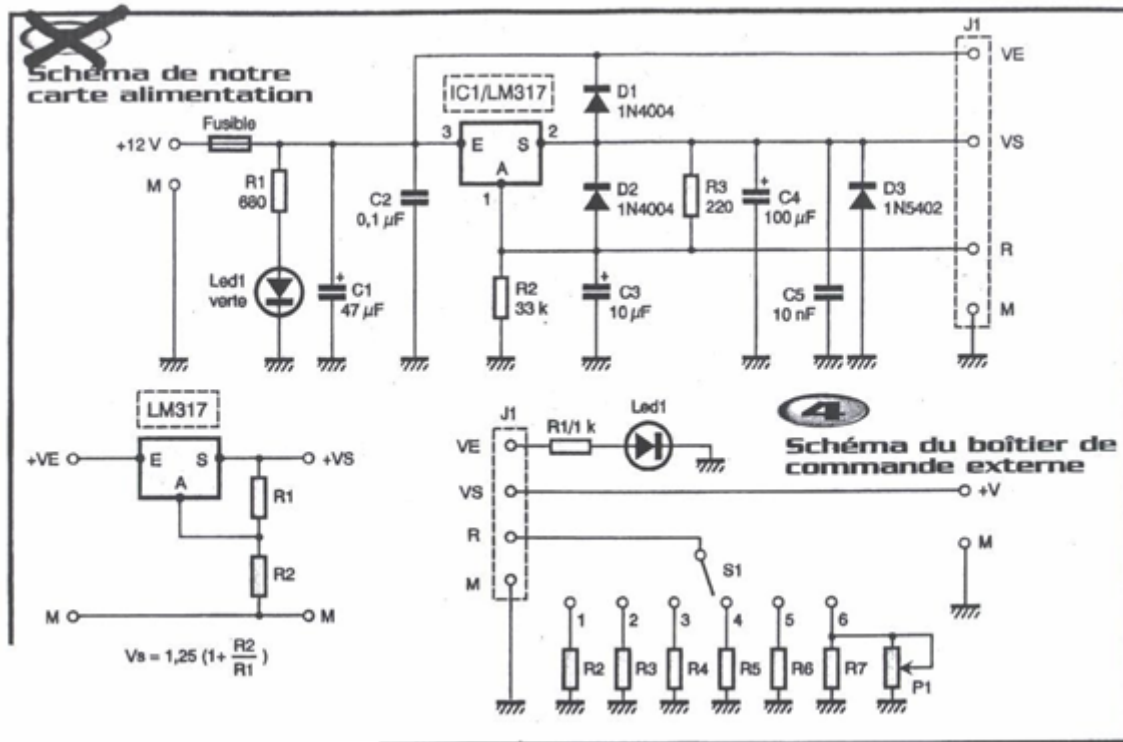 Schéma de notre
carte alimentation
+12 V
Fusible
M
R1
680
Led1
verte
C1
47 µF
+
C2
0,1 µF
IC1/LM317
3
E
S
2
A
1
D1
1N4004
D2
1N4004
R2
33 k
C3
10 µF
+
R3
220
C4
100 µF
+
C5
10 nF
D3
1N5402
J1
VE
VS
R
M
LM317
+VE
E
S
+VS
A
R1
R2
M
M
Vs = 1,25 (1+ R2
R1 )
4
Schéma du boîtier de
commande externe
J1
VE
R1/1 k
Led1
VS
+V
R
S1
M
M
1
2
3
4
5
6
R2
R3
R4
R5
R6
R7
P1